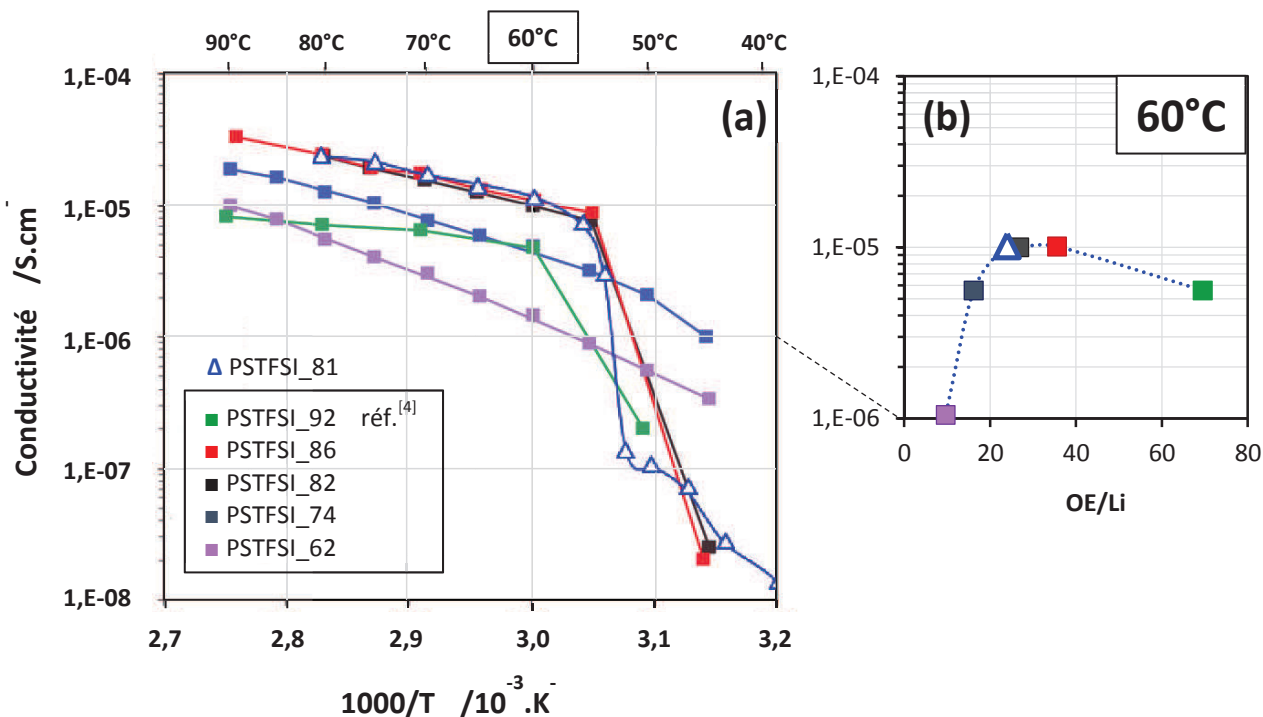 90°C 80°C 70°C 60°C 50°C 40°C
1,E-04
1,E-05
1,E-06
1,E-07
1,E-08
Conductivité /S.cm-
(a)
PSTFSI_81
PSTFSI_92 réf.[4]
PSTFSI_86
PSTFSI_82
PSTFSI_74
PSTFSI_62
2,7 2,8 2,9 3,0 3,1 3,2
1000/T /10-3.K-
1,E-04
1,E-05
1,E-06
(b)
60°C
0 20 40 60 80
OE/Li